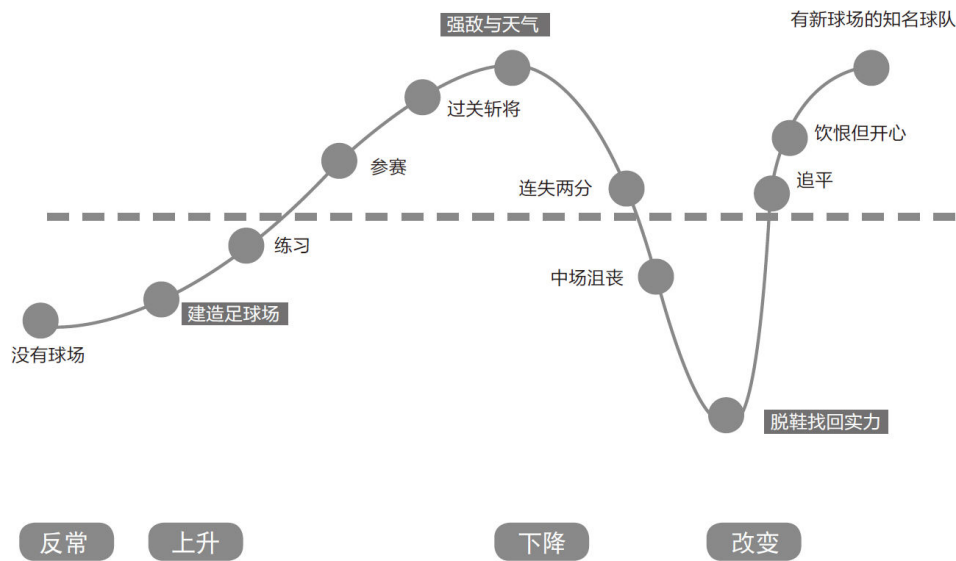 强敌与天气
有新球场的知名球队
过关斩将
饮恨但开心
参赛
连失两分
追平
练习
中场沮丧
建造足球场
没有球场
脱鞋找回实力
反常
上升
下降
改变